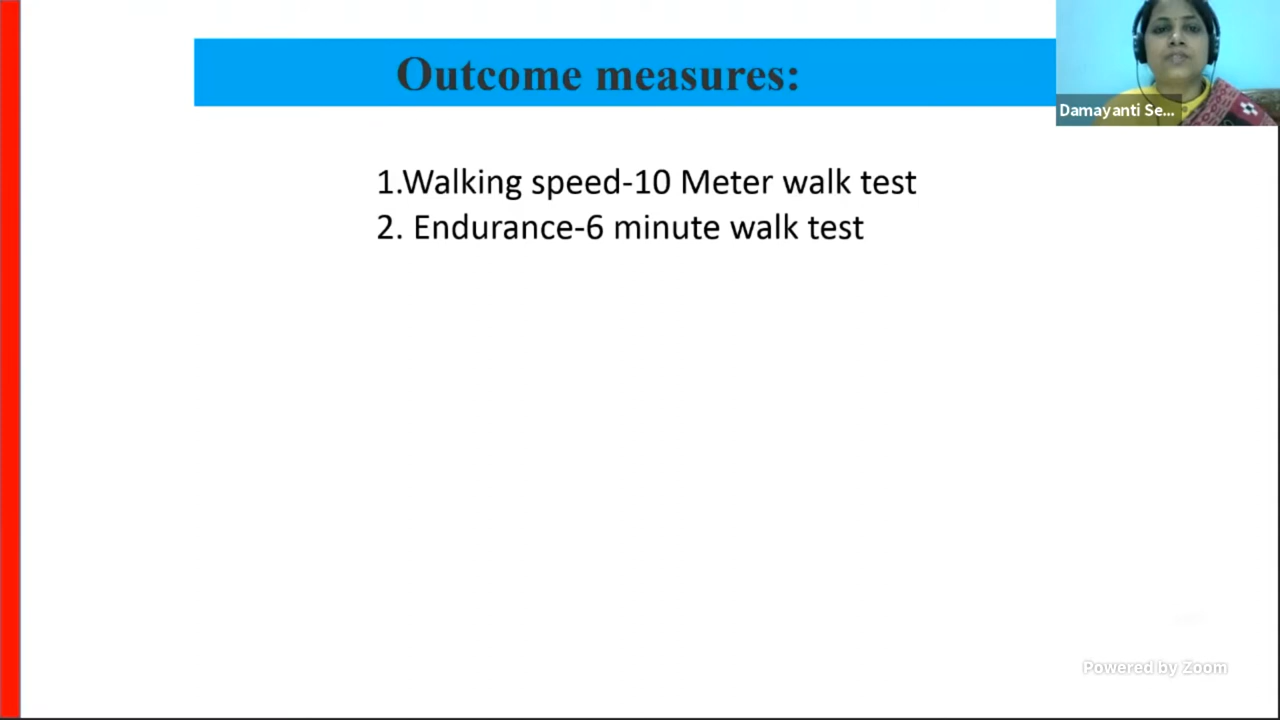 Outcome measures:
Damayanti Se...
1.Walking speed-10 Meter walk test
2. Endurance-6 minute walk test
Powered by Zoom